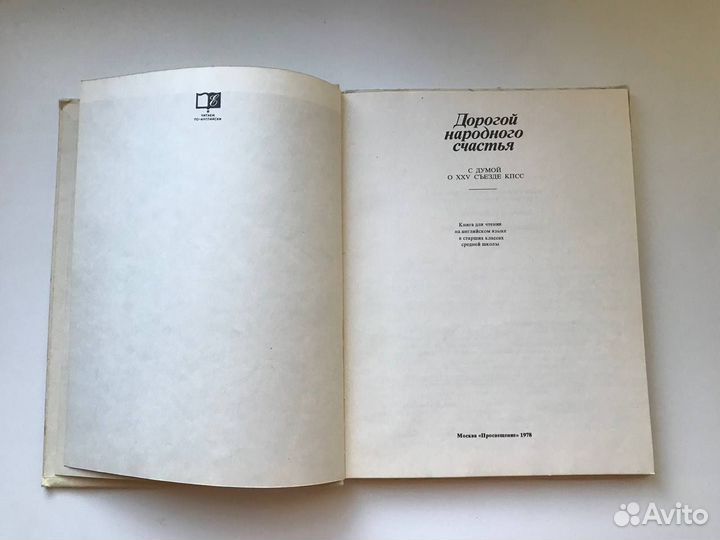 ЧИТАЕМ
ПО-АНГЛИЙСКИ
Дорогой
народного
счастья
С ДУМОЙ
О XXV СЪЕЗДЕ КПСС
Книга для чтения
на английском языке
в старших классах
средней школы
Москва «Просвещение» 1978
Avito